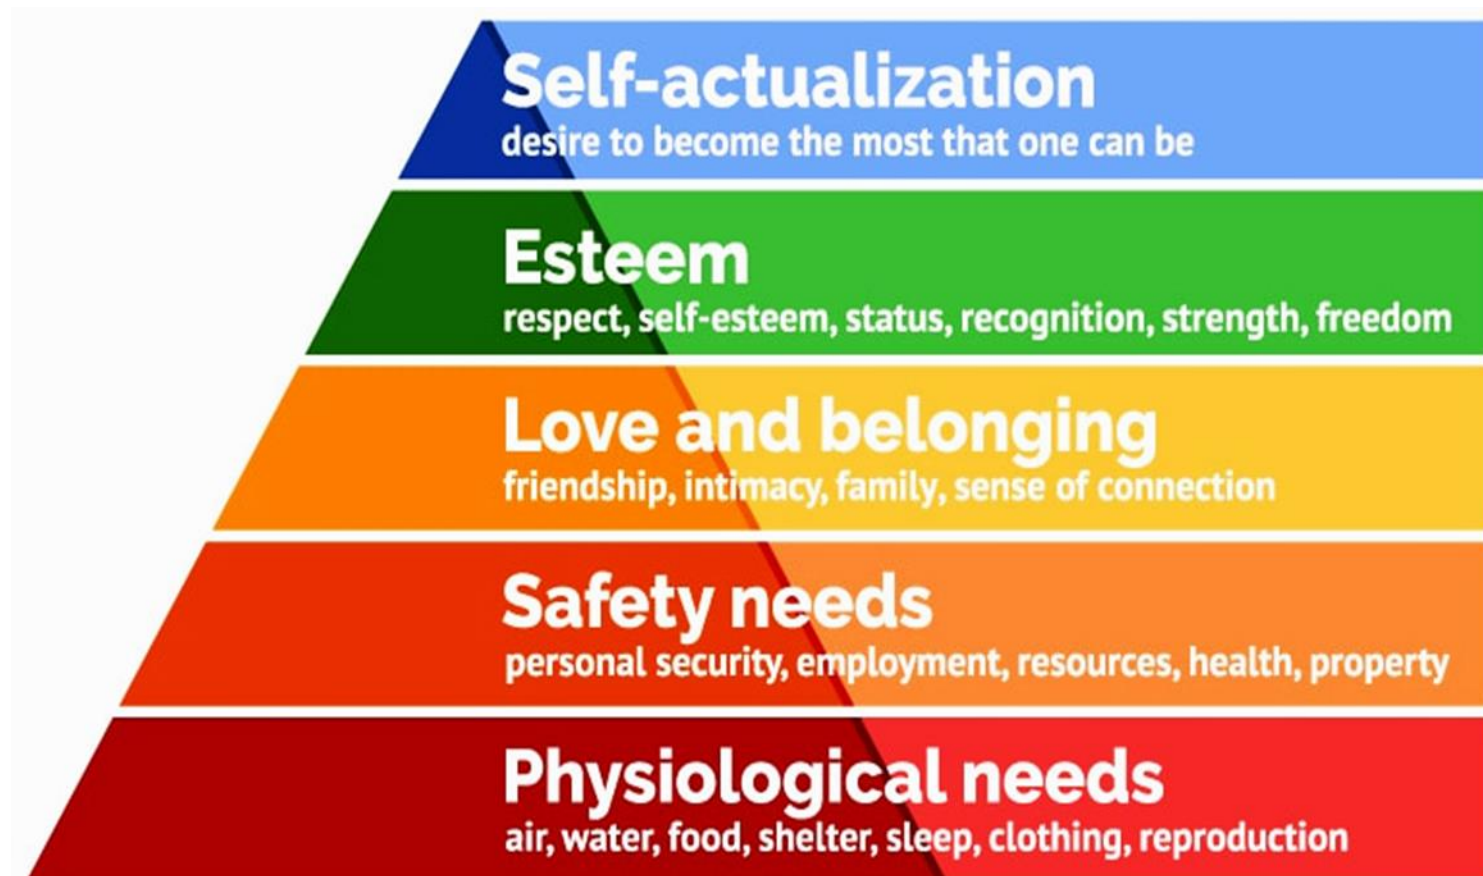 Self-actualization
desire to become the most that one can be
Esteem
respect, self-esteem, status, recognition, strength, freedom
Love and belonging
friendship, intimacy, family, sense of connection
Safety needs
personal security, employment, resources, health, property
Physiological needs
air, water, food, shelter, sleep, clothing, reproduction